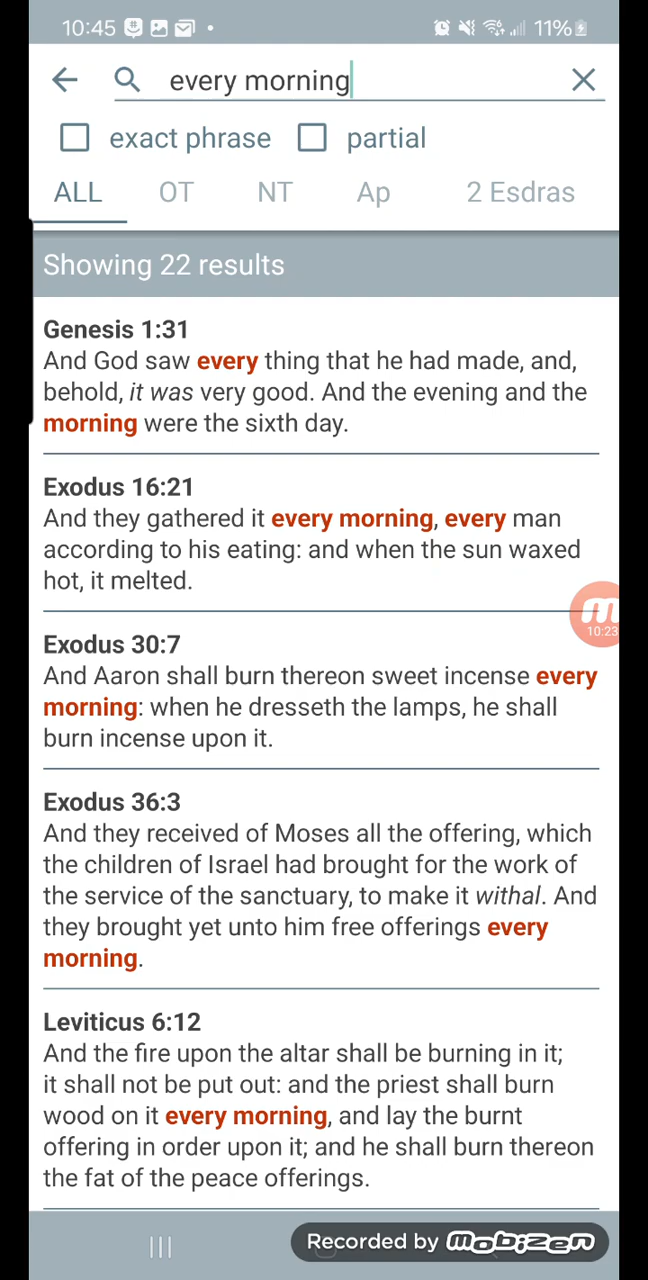 10:45
11%
every morning
exact phrase partial
ALL OT NT Ap 2 Esdras
Showing 22 results
Genesis 1:31
And God saw every thing that he had made, and,
behold, it was very good. And the evening and the
morning were the sixth day.
Exodus 16:21
And they gathered it every morning, every man
according to his eating: and when the sun waxed
hot, it melted.
10:23
Exodus 30:7
And Aaron shall burn thereon sweet incense every
morning: when he dresseth the lamps, he shall
burn incense upon it.
Exodus 36:3
And they received of Moses all the offering, which
the children of Israel had brought for the work of
the service of the sanctuary, to make it withal. And
they brought yet unto him free offerings every
morning.
Leviticus 6:12
And the fire upon the altar shall be burning in it;
it shall not be put out: and the priest shall burn
wood on it every morning, and lay the burnt
offering in order upon it; and he shall burn thereon
the fat of the peace offerings.
Recorded by mobizen